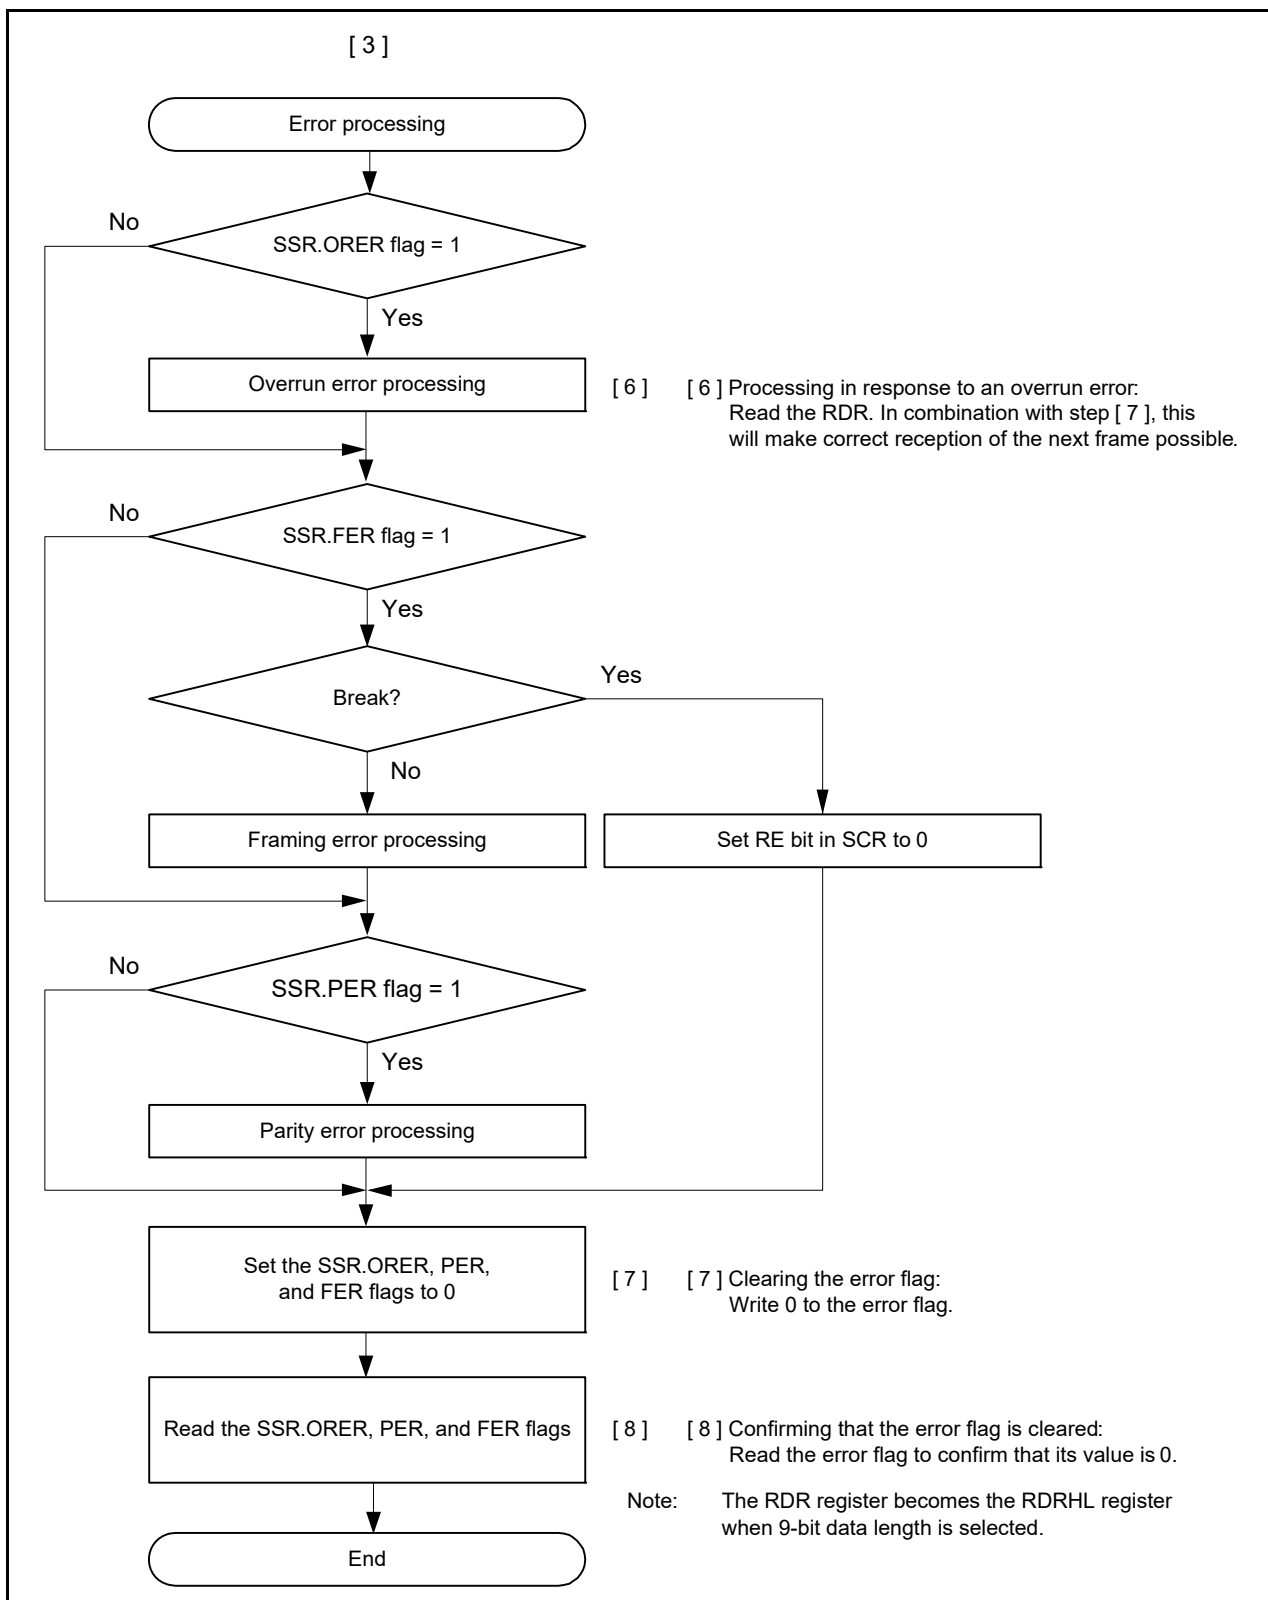 [ 3 ]
Error processing
No
SSR.ORER flag = 1
Yes
Overrun error processing
[ 6 ]
[ 6 ] Processing in response to an overrun error:
Read the RDR. In combination with step [ 7 ], this
will make correct reception of the next frame possible.
No
SSR.FER flag = 1
Yes
Break?
Yes
No
Framing error processing
Set RE bit in SCR to 0
No
SSR.PER flag = 1
Yes
Parity error processing
Set the SSR.ORER, PER,
and FER flags to 0
[ 7 ]
[ 7 ] Clearing the error flag:
Write 0 to the error flag.
Read the SSR.ORER, PER, and FER flags
[ 8 ]
[ 8 ] Confirming that the error flag is cleared:
Read the error flag to confirm that its value is 0.
Note: The RDR register becomes the RDRHL register
when 9-bit data length is selected.
End